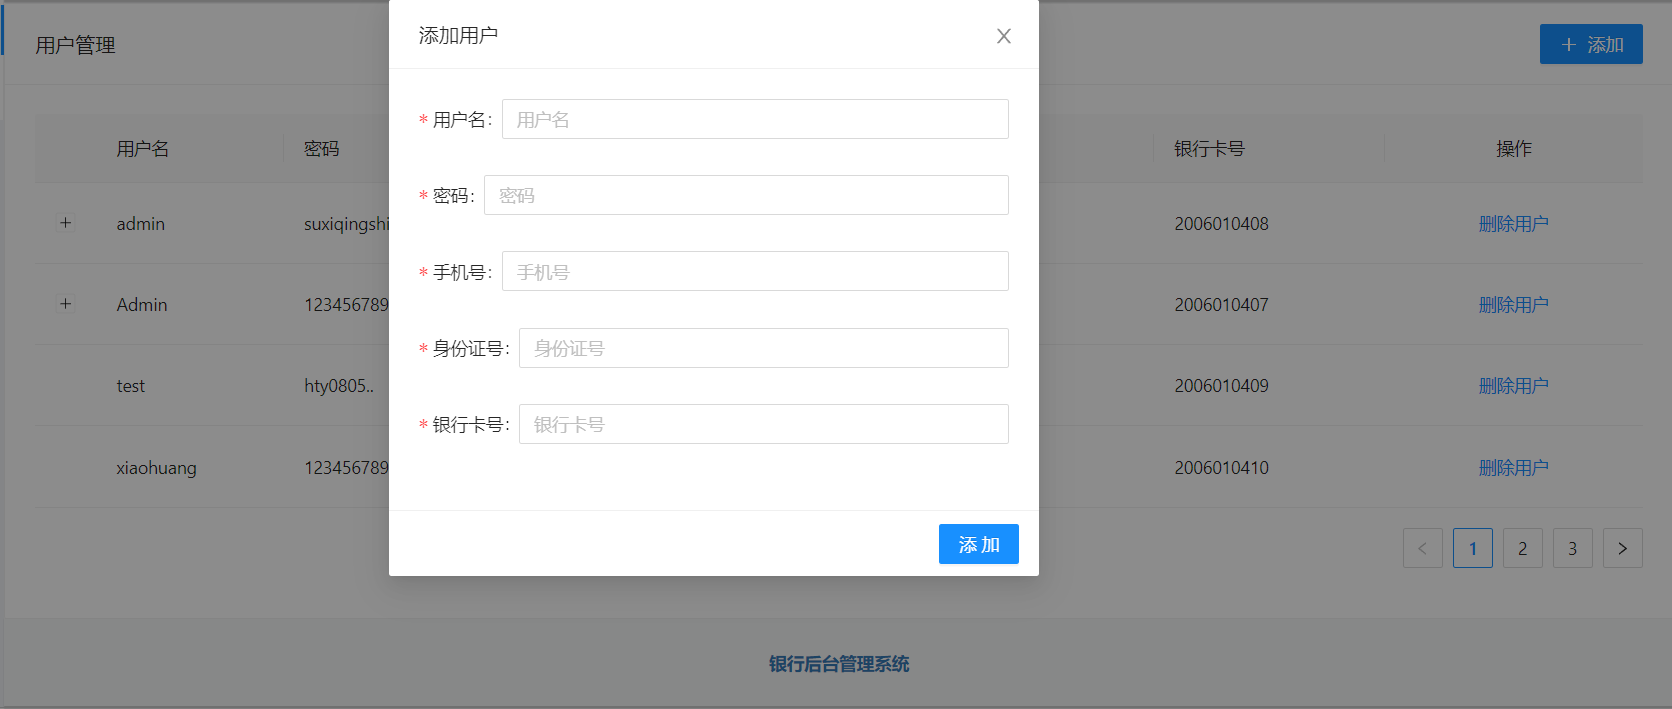 用户管理
+ 添加
添加用户
用户名 密码 银行卡号 操作
admin suxiqingshi 2006010408 删除用户
Admin 123456789 2006010407 删除用户
test hty0805.. 2006010409 删除用户
xiaohuang 123456789 2006010410 删除用户
* 用户名: 用户名
* 密码: 密码
* 手机号: 手机号
* 身份证号: 身份证号
* 银行卡号: 银行卡号
添加
< 1 2 3 >
银行后台管理系统